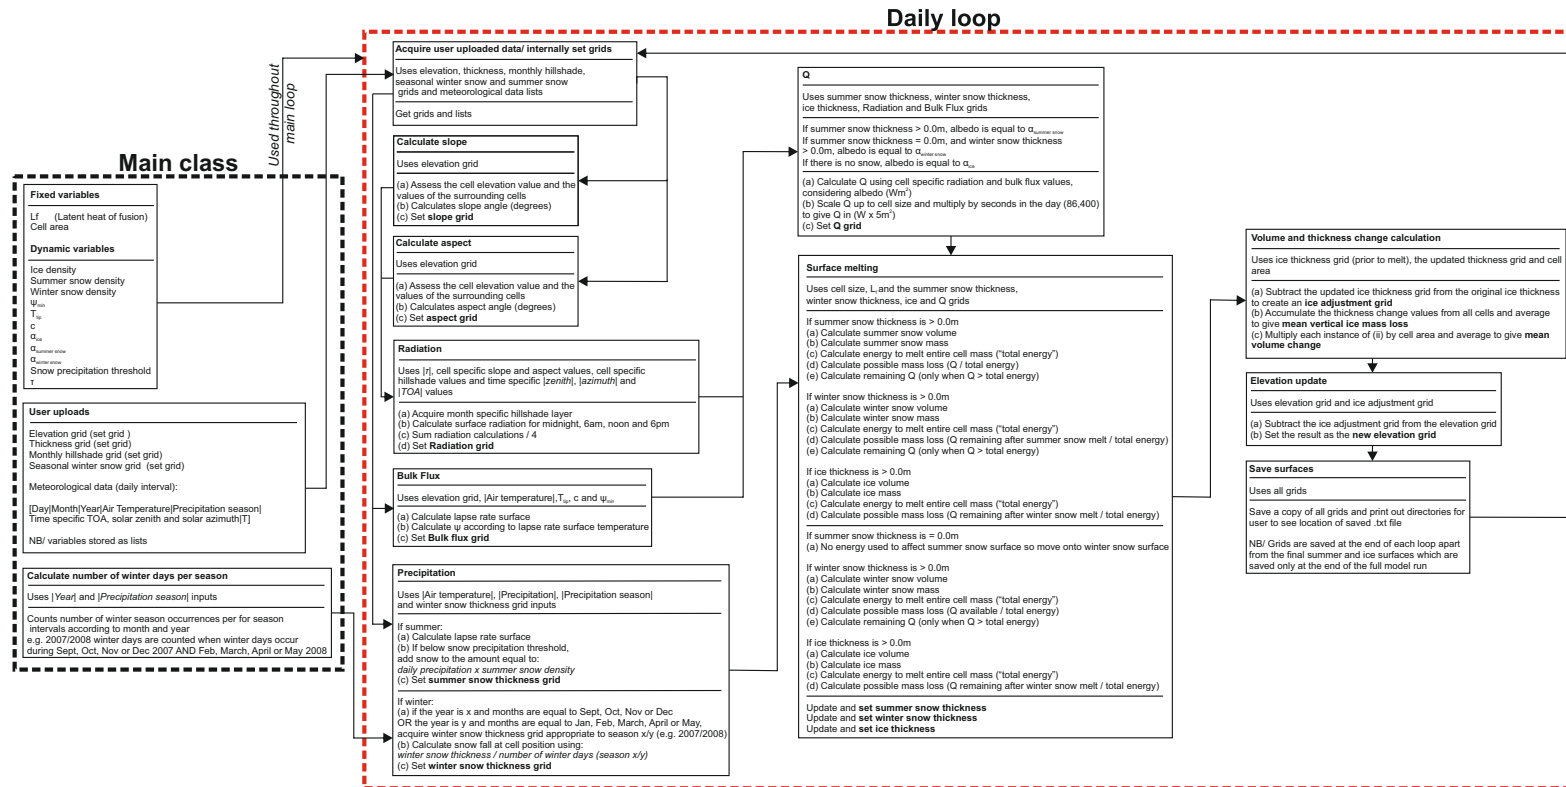 Daily loop
Main class
Used throughout
main loop
Fixed variables
Lf (Latent heat of fusion)
Cell area
Dynamic variables
Ice density
Summer snow density
Winter snow density
Ψmin
Ttip
c
αice
αsummer snow
αwinter snow
Snow precipitation threshold
τ
User uploads
Elevation grid (set grid )
Thickness grid (set grid)
Monthly hillshade grid (set grid)
Seasonal winter snow grid (set grid)
Meteorological data (daily interval):
[Day|Month|Year|Air Temperature|Precipitation season|
Time specific TOA, solar zenith and solar azimuth|T]
NB/ variables stored as lists
Calculate number of winter days per season
Uses |Year| and |Precipitation season| inputs
Counts number of winter season occurrences per for season
intervals according to month and year
e.g. 2007/2008 winter days are counted when winter days occur
during Sept, Oct, Nov or Dec 2007 AND Feb, March, April or May 2008
Acquire user uploaded data/ internally set grids
Uses elevation, thickness, monthly hillshade,
seasonal winter snow and summer snow
grids and meteorological data lists
Get grids and lists
Calculate slope
Uses elevation grid
(a) Assess the cell elevation value and the
values of the surrounding cells
(b) Calculates slope angle (degrees)
(c) Set slope grid
Calculate aspect
Uses elevation grid
(a) Assess the cell elevation value and the
values of the surrounding cells
(b) Calculates aspect angle (degrees)
(c) Set aspect grid
Radiation
Uses |τ|, cell specific slope and aspect values, cell specific
hillshade values and time specific |zenith|, |azimuth| and
|TOA| values
(a) Acquire month specific hillshade layer
(b) Calculate surface radiation for midnight, 6am, noon and 6pm
(c) Sum radiation calculations / 4
(d) Set Radiation grid
Bulk Flux
Uses elevation grid, |Air temperature|,Ttip, c and ψmin
(a) Calculate lapse rate surface
(b) Calculate ψ according to lapse rate surface temperature
(c) Set Bulk flux grid
Precipitation
Uses |Air temperature|, |Precipitation|, |Precipitation season|
and winter snow thickness grid inputs
If summer:
(a) Calculate lapse rate surface
(b) If below snow precipitation threshold,
add snow to the amount equal to:
daily precipitation x summer snow density
(c) Set summer snow thickness grid
If winter:
(a) if the year is x and months are equal to Sept, Oct, Nov or Dec
OR the year is y and months are equal to Jan, Feb, March, April or May,
acquire winter snow thickness grid appropriate to season x/y (e.g. 2007/2008)
(b) Calculate snow fall at cell position using:
winter snow thickness / number of winter days (season x/y)
(c) Set winter snow thickness grid
Q
Uses summer snow thickness, winter snow thickness,
ice thickness, Radiation and Bulk Flux grids
If summer snow thickness > 0.0m, albedo is equal to αsummer snow
If summer snow thickness = 0.0m, and winter snow thickness
> 0.0m, albedo is equal to αwinter snow
If there is no snow, albedo is equal to αice
(a) Calculate Q using cell specific radiation and bulk flux values,
considering albedo (Wm²)
(b) Scale Q up to cell size and multiply by seconds in the day (86,400)
to give Q in (W x 5m²)
(c) Set Q grid
Surface melting
Uses cell size, Lf and the summer snow thickness,
winter snow thickness, ice and Q grids
If summer snow thickness is > 0.0m
(a) Calculate summer snow volume
(b) Calculate summer snow mass
(c) Calculate energy to melt entire cell mass ("total energy")
(d) Calculate possible mass loss (Q / total energy)
(e) Calculate remaining Q (only when Q > total energy)
If winter snow thickness is > 0.0m
(a) Calculate winter snow volume
(b) Calculate winter snow mass
(c) Calculate energy to melt entire cell mass ("total energy")
(d) Calculate possible mass loss (Q remaining after summer snow melt / total energy)
(e) Calculate remaining Q (only when Q > total energy)
If ice thickness is > 0.0m
(a) Calculate ice volume
(b) Calculate ice mass
(c) Calculate energy to melt entire cell mass ("total energy")
(d) Calculate possible mass loss (Q remaining after winter snow melt / total energy)
If summer snow thickness is = 0.0m
(a) No energy used to affect summer snow surface so move onto winter snow surface
If winter snow thickness is > 0.0m
(a) Calculate winter snow volume
(b) Calculate winter snow mass
(c) Calculate energy to melt entire cell mass ("total energy")
(d) Calculate possible mass loss (Q available / total energy)
(e) Calculate remaining Q (only when Q > total energy)
If ice thickness is > 0.0m
(a) Calculate ice volume
(b) Calculate ice mass
(c) Calculate energy to melt entire cell mass ("total energy")
(d) Calculate possible mass loss (Q remaining after winter snow melt / total energy)
Update and set summer snow thickness
Update and set winter snow thickness
Update and set ice thickness
Volume and thickness change calculation
Uses ice thickness grid (prior to melt), the updated thickness grid and cell
area
(a) Subtract the updated ice thickness grid from the original ice thickness
to create an ice adjustment grid
(b) Accumulate the thickness change values from all cells and average
to give mean vertical ice mass loss
(c) Multiply each instance of (ii) by cell area and average to give mean
volume change
Elevation update
Uses elevation grid and ice adjustment grid
(a) Subtract the ice adjustment grid from the elevation grid
(b) Set the result as the new elevation grid
Save surfaces
Uses all grids
Save a copy of all grids and print out directories for
user to see location of saved .txt file
NB/ Grids are saved at the end of each loop apart
from the final summer and ice surfaces which are
saved only at the end of the full model run